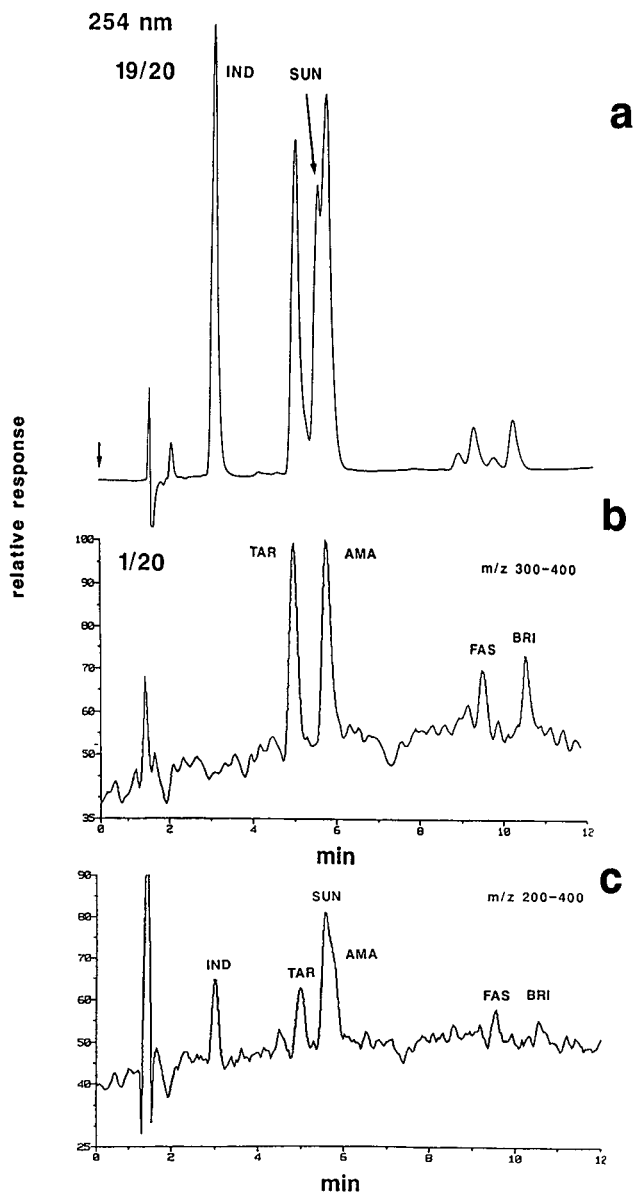 254 nm
19/20
IND
SUN
a
relative response
b
1/20
TAR
AMA
m/z 300-400
FAS
BRI
100
90
80
70
60
50
35
0 2 4 6 8 10 12
min
c
m/z 200-400
SUN
AMA
IND
TAR
FAS
BRI
90
80
70
60
50
40
25
0 2 4 6 8 10 12
min